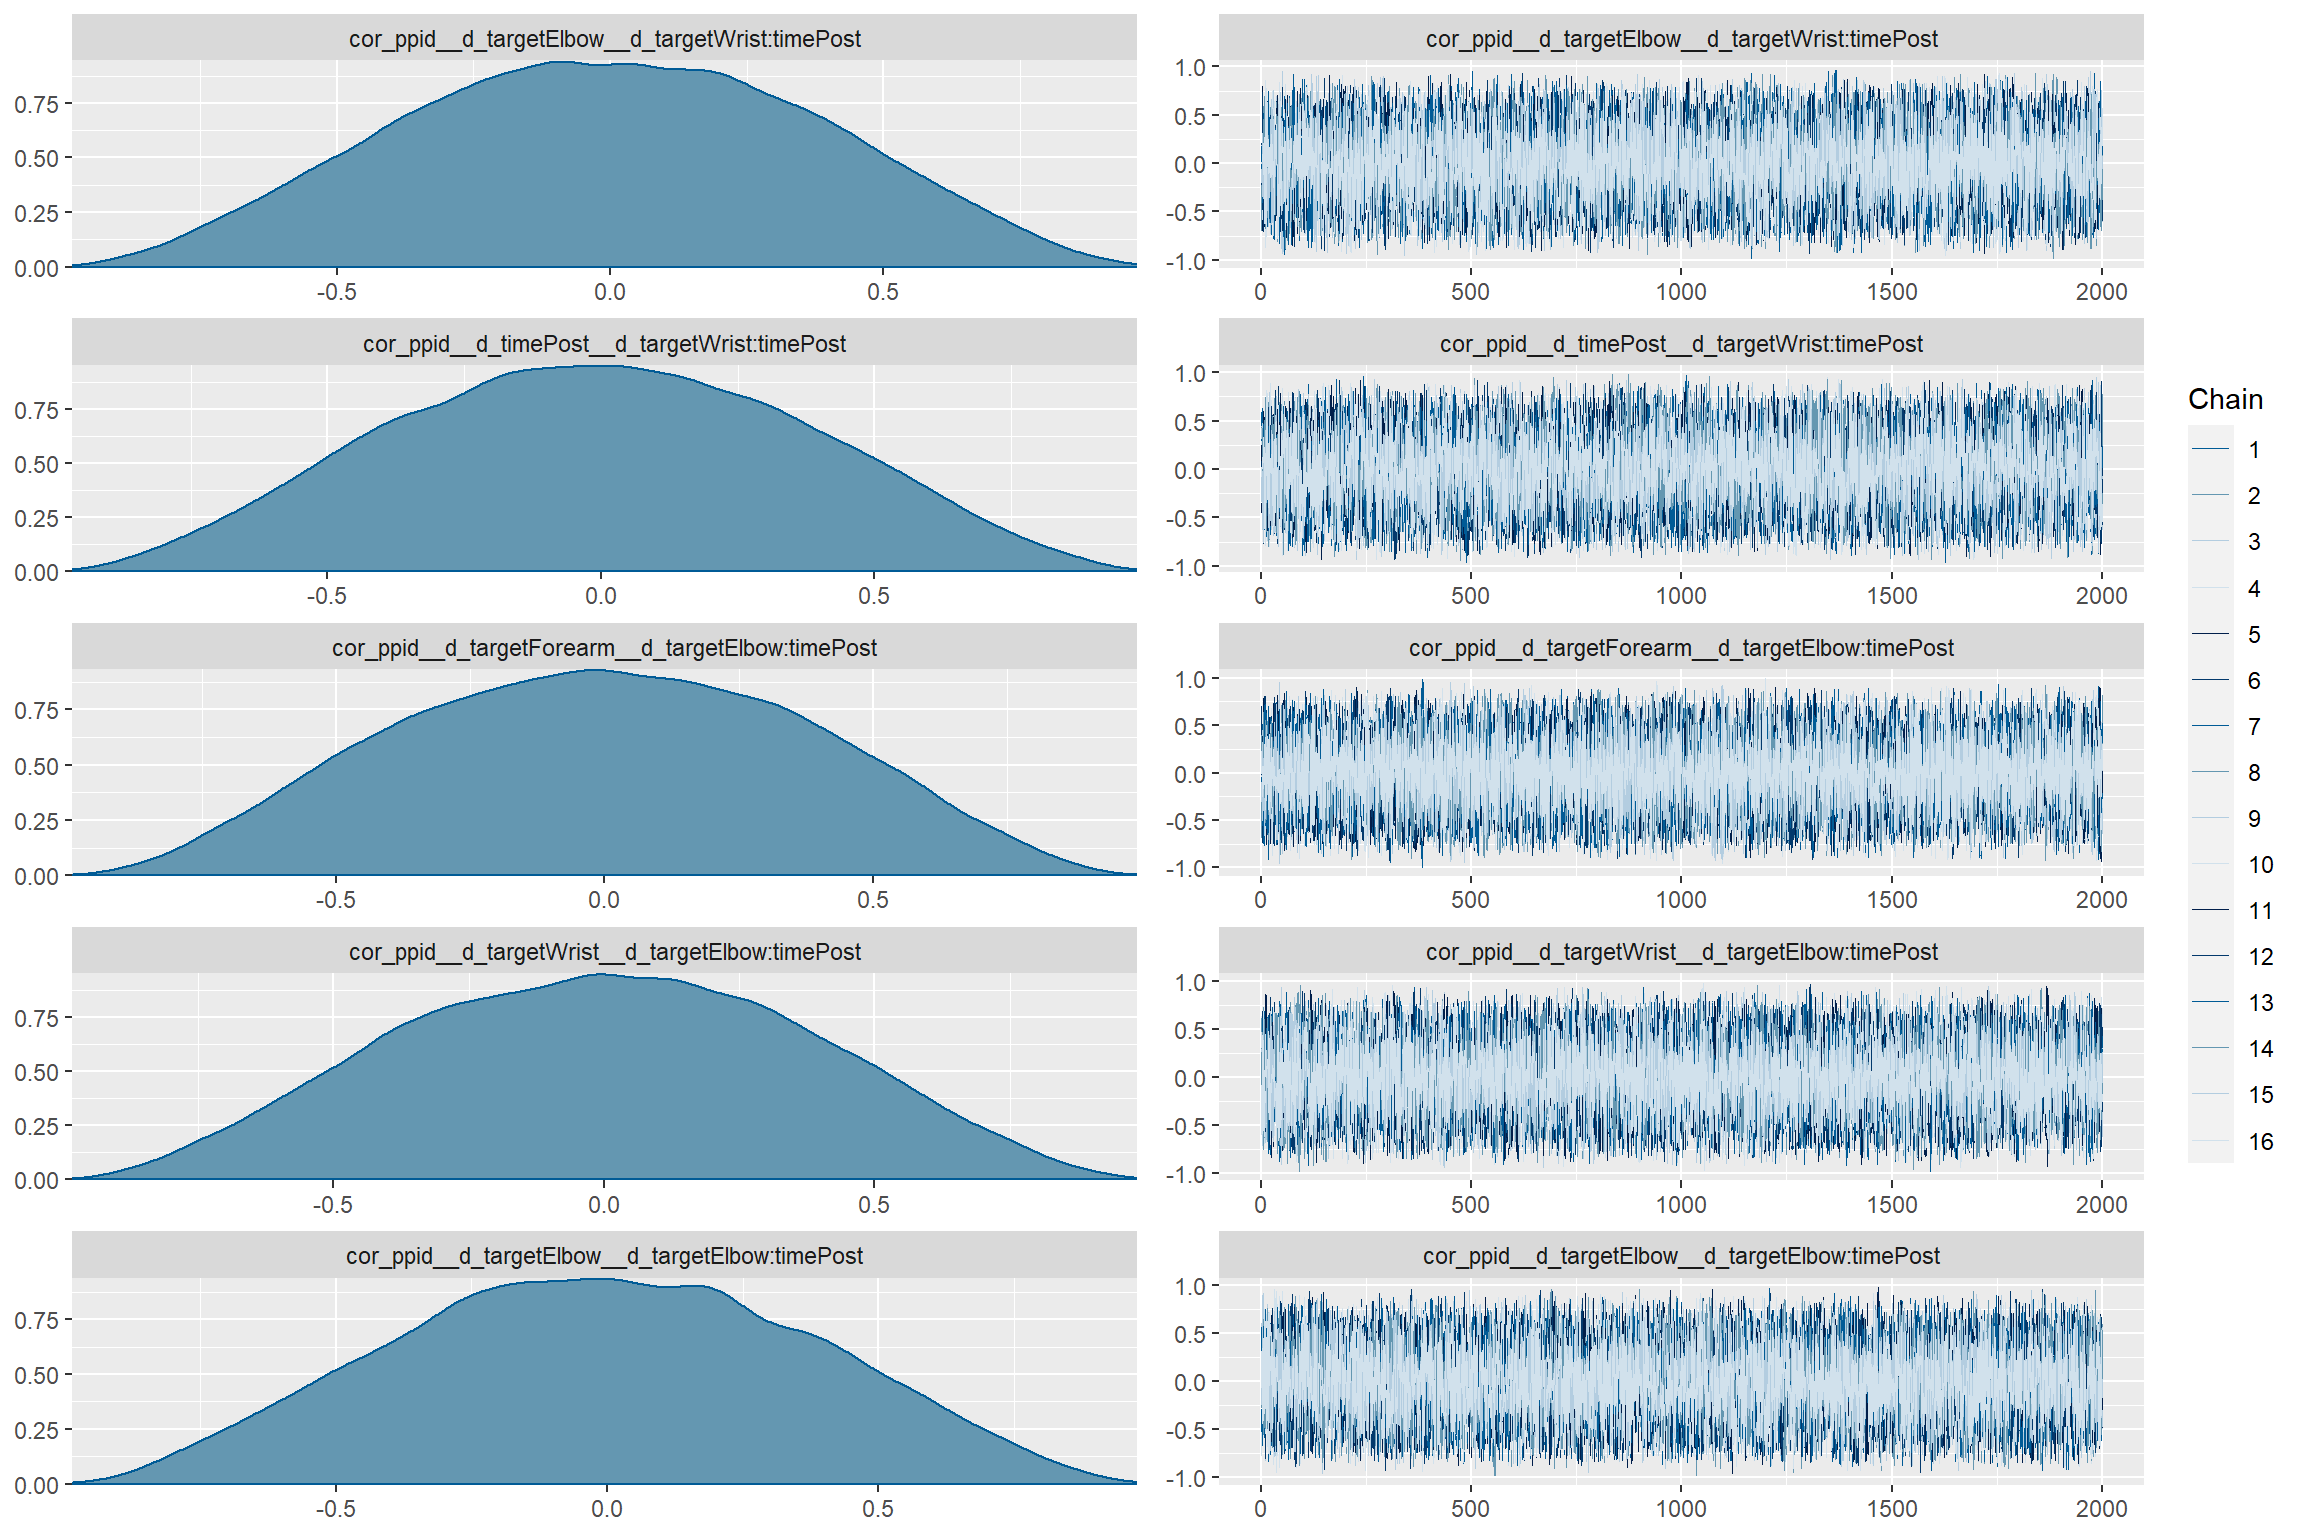 cor_ppid__d_targetElbow__d_targetWrist:timePost
0.75
0.50
0.25
0.00
-0.5 0.0 0.5
cor_ppid__d_targetElbow__d_targetWrist:timePost
1.0
0.5
0.0
-0.5
-1.0
0 500 1000 1500 2000
cor_ppid__d_timePost__d_targetWrist:timePost
0.75
0.50
0.25
0.00
-0.5 0.0 0.5
cor_ppid__d_timePost__d_targetWrist:timePost
1.0
0.5
0.0
-0.5
-1.0
0 500 1000 1500 2000
cor_ppid__d_targetForearm__d_targetElbow:timePost
0.75
0.50
0.25
0.00
-0.5 0.0 0.5
cor_ppid__d_targetForearm__d_targetElbow:timePost
1.0
0.5
0.0
-0.5
-1.0
0 500 1000 1500 2000
cor_ppid__d_targetWrist__d_targetElbow:timePost
0.75
0.50
0.25
0.00
-0.5 0.0 0.5
cor_ppid__d_targetWrist__d_targetElbow:timePost
1.0
0.5
0.0
-0.5
-1.0
0 500 1000 1500 2000
cor_ppid__d_targetElbow__d_targetElbow:timePost
0.75
0.50
0.25
0.00
-0.5 0.0 0.5
cor_ppid__d_targetElbow__d_targetElbow:timePost
1.0
0.5
0.0
-0.5
-1.0
0 500 1000 1500 2000
Chain
1
2
3
4
5
6
7
8
9
10
11
12
13
14
15
16